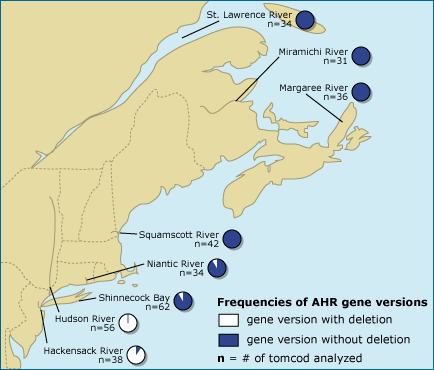 St. Lawrence River
n=34
Miramichi River
n=31
Margaree River
n=36
Squamscott River
n=42
Niantic River
n=34
Shinnecock Bay
n=62
Hudson River
n=56
Hackensack River
n=38
Frequencies of AHR gene versions
gene version with deletion
gene version without deletion
n = # of tomcod analyzed